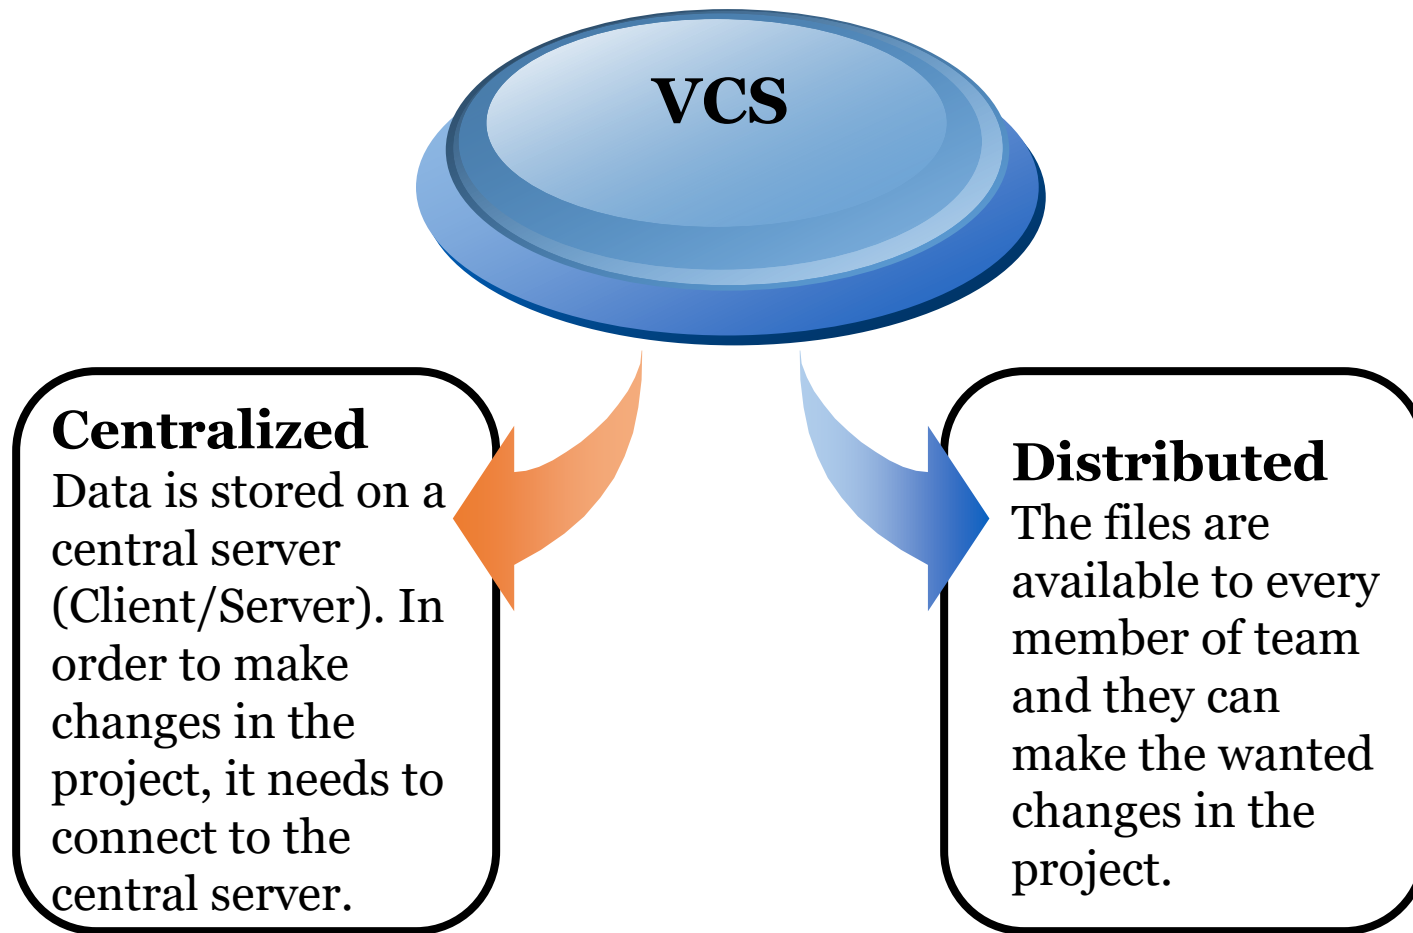 VCS
Centralized
Data is stored on a
central server
(Client/Server). In
order to make
changes in the
project, it needs to
connect to the
central server.
Distributed
The files are
available to every
member of team
and they can
make the wanted
changes in the
project.